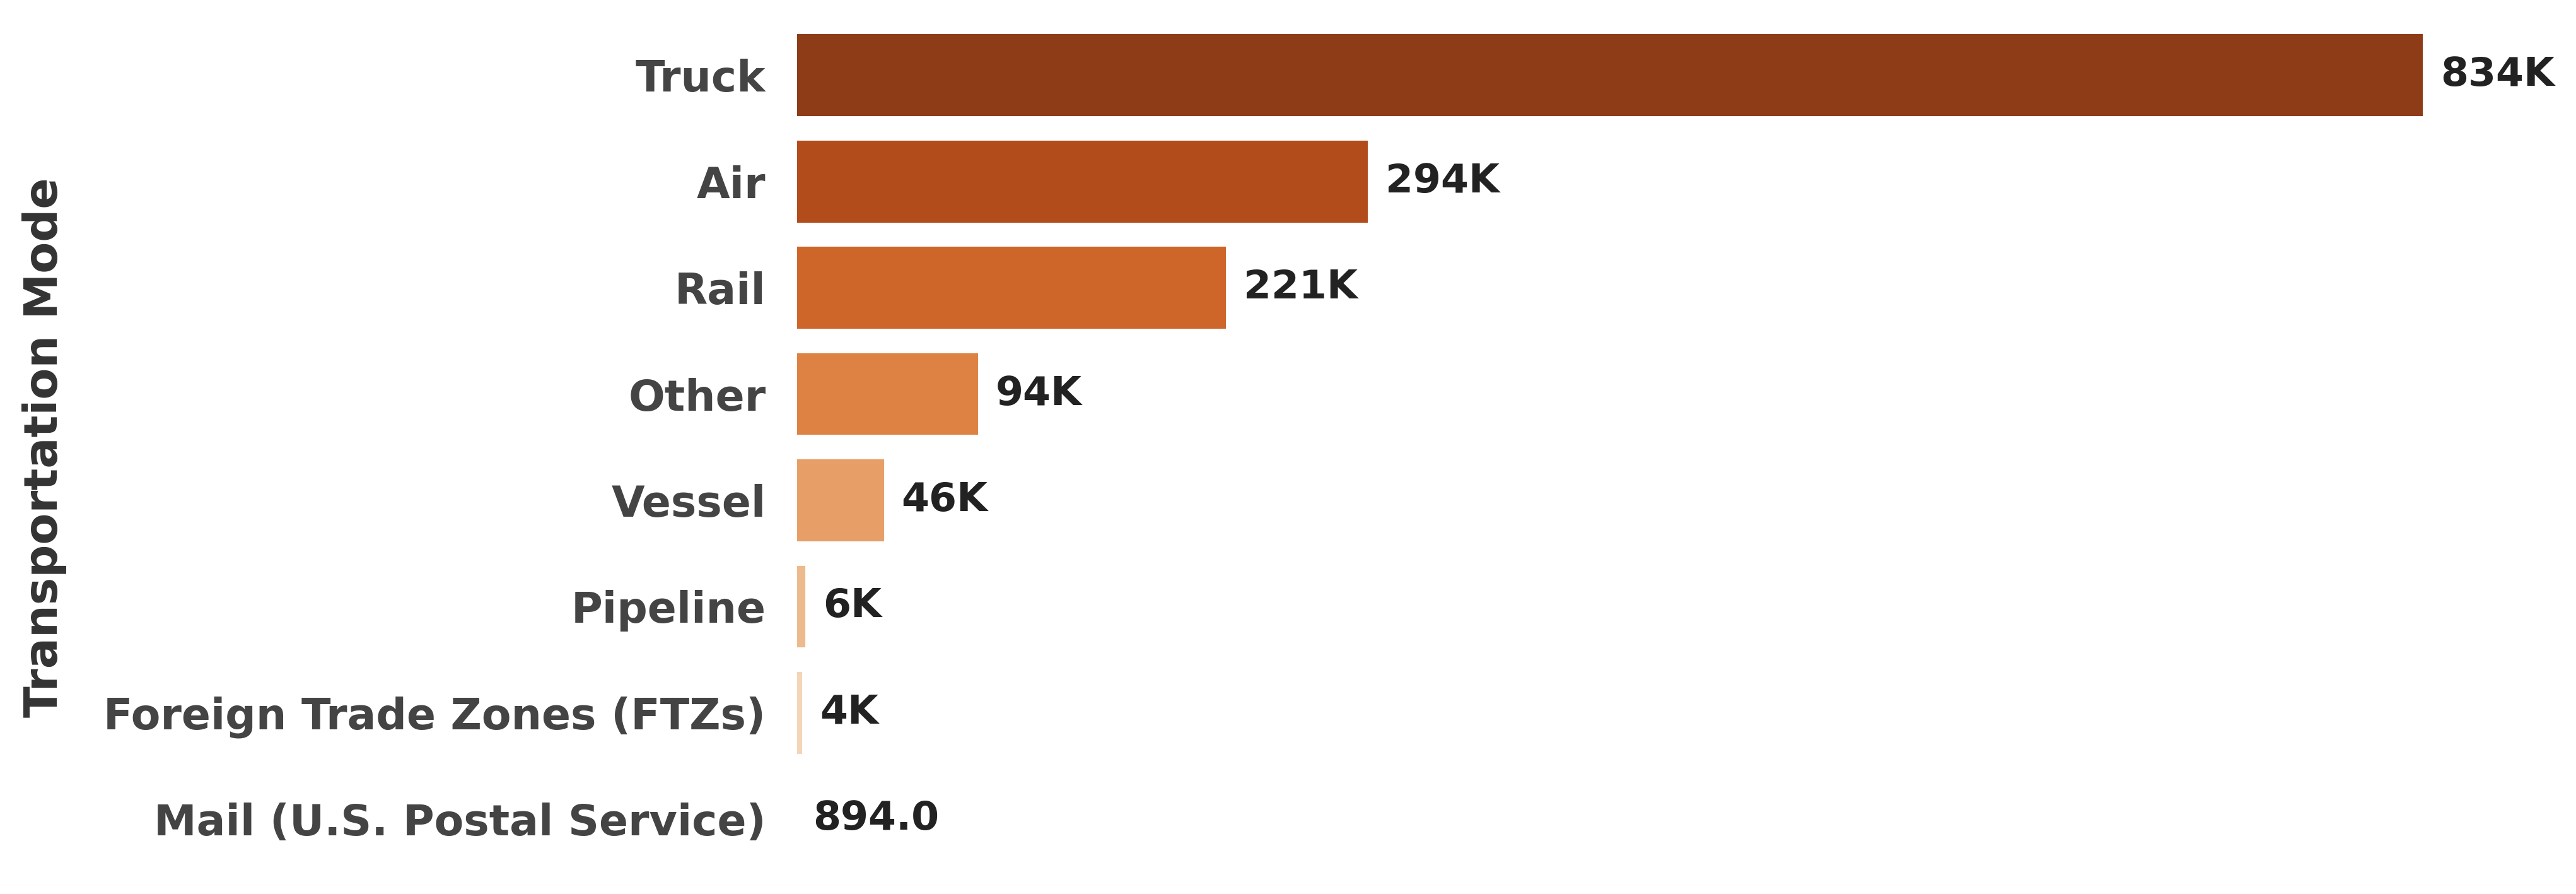 Transportation Mode
Truck 834K
Air 294K
Rail 221K
Other 94K
Vessel 46K
Pipeline 6K
Foreign Trade Zones (FTZs) 4K
Mail (U.S. Postal Service) 894.0